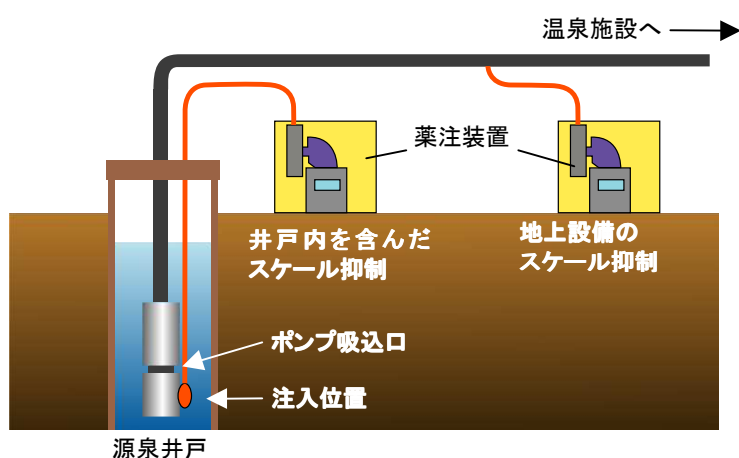 温泉施設へ
薬注装置
井戸内を含んだ
スケール抑制
地上設備の
スケール抑制
ポンプ吸込口
注入位置
源泉井戸